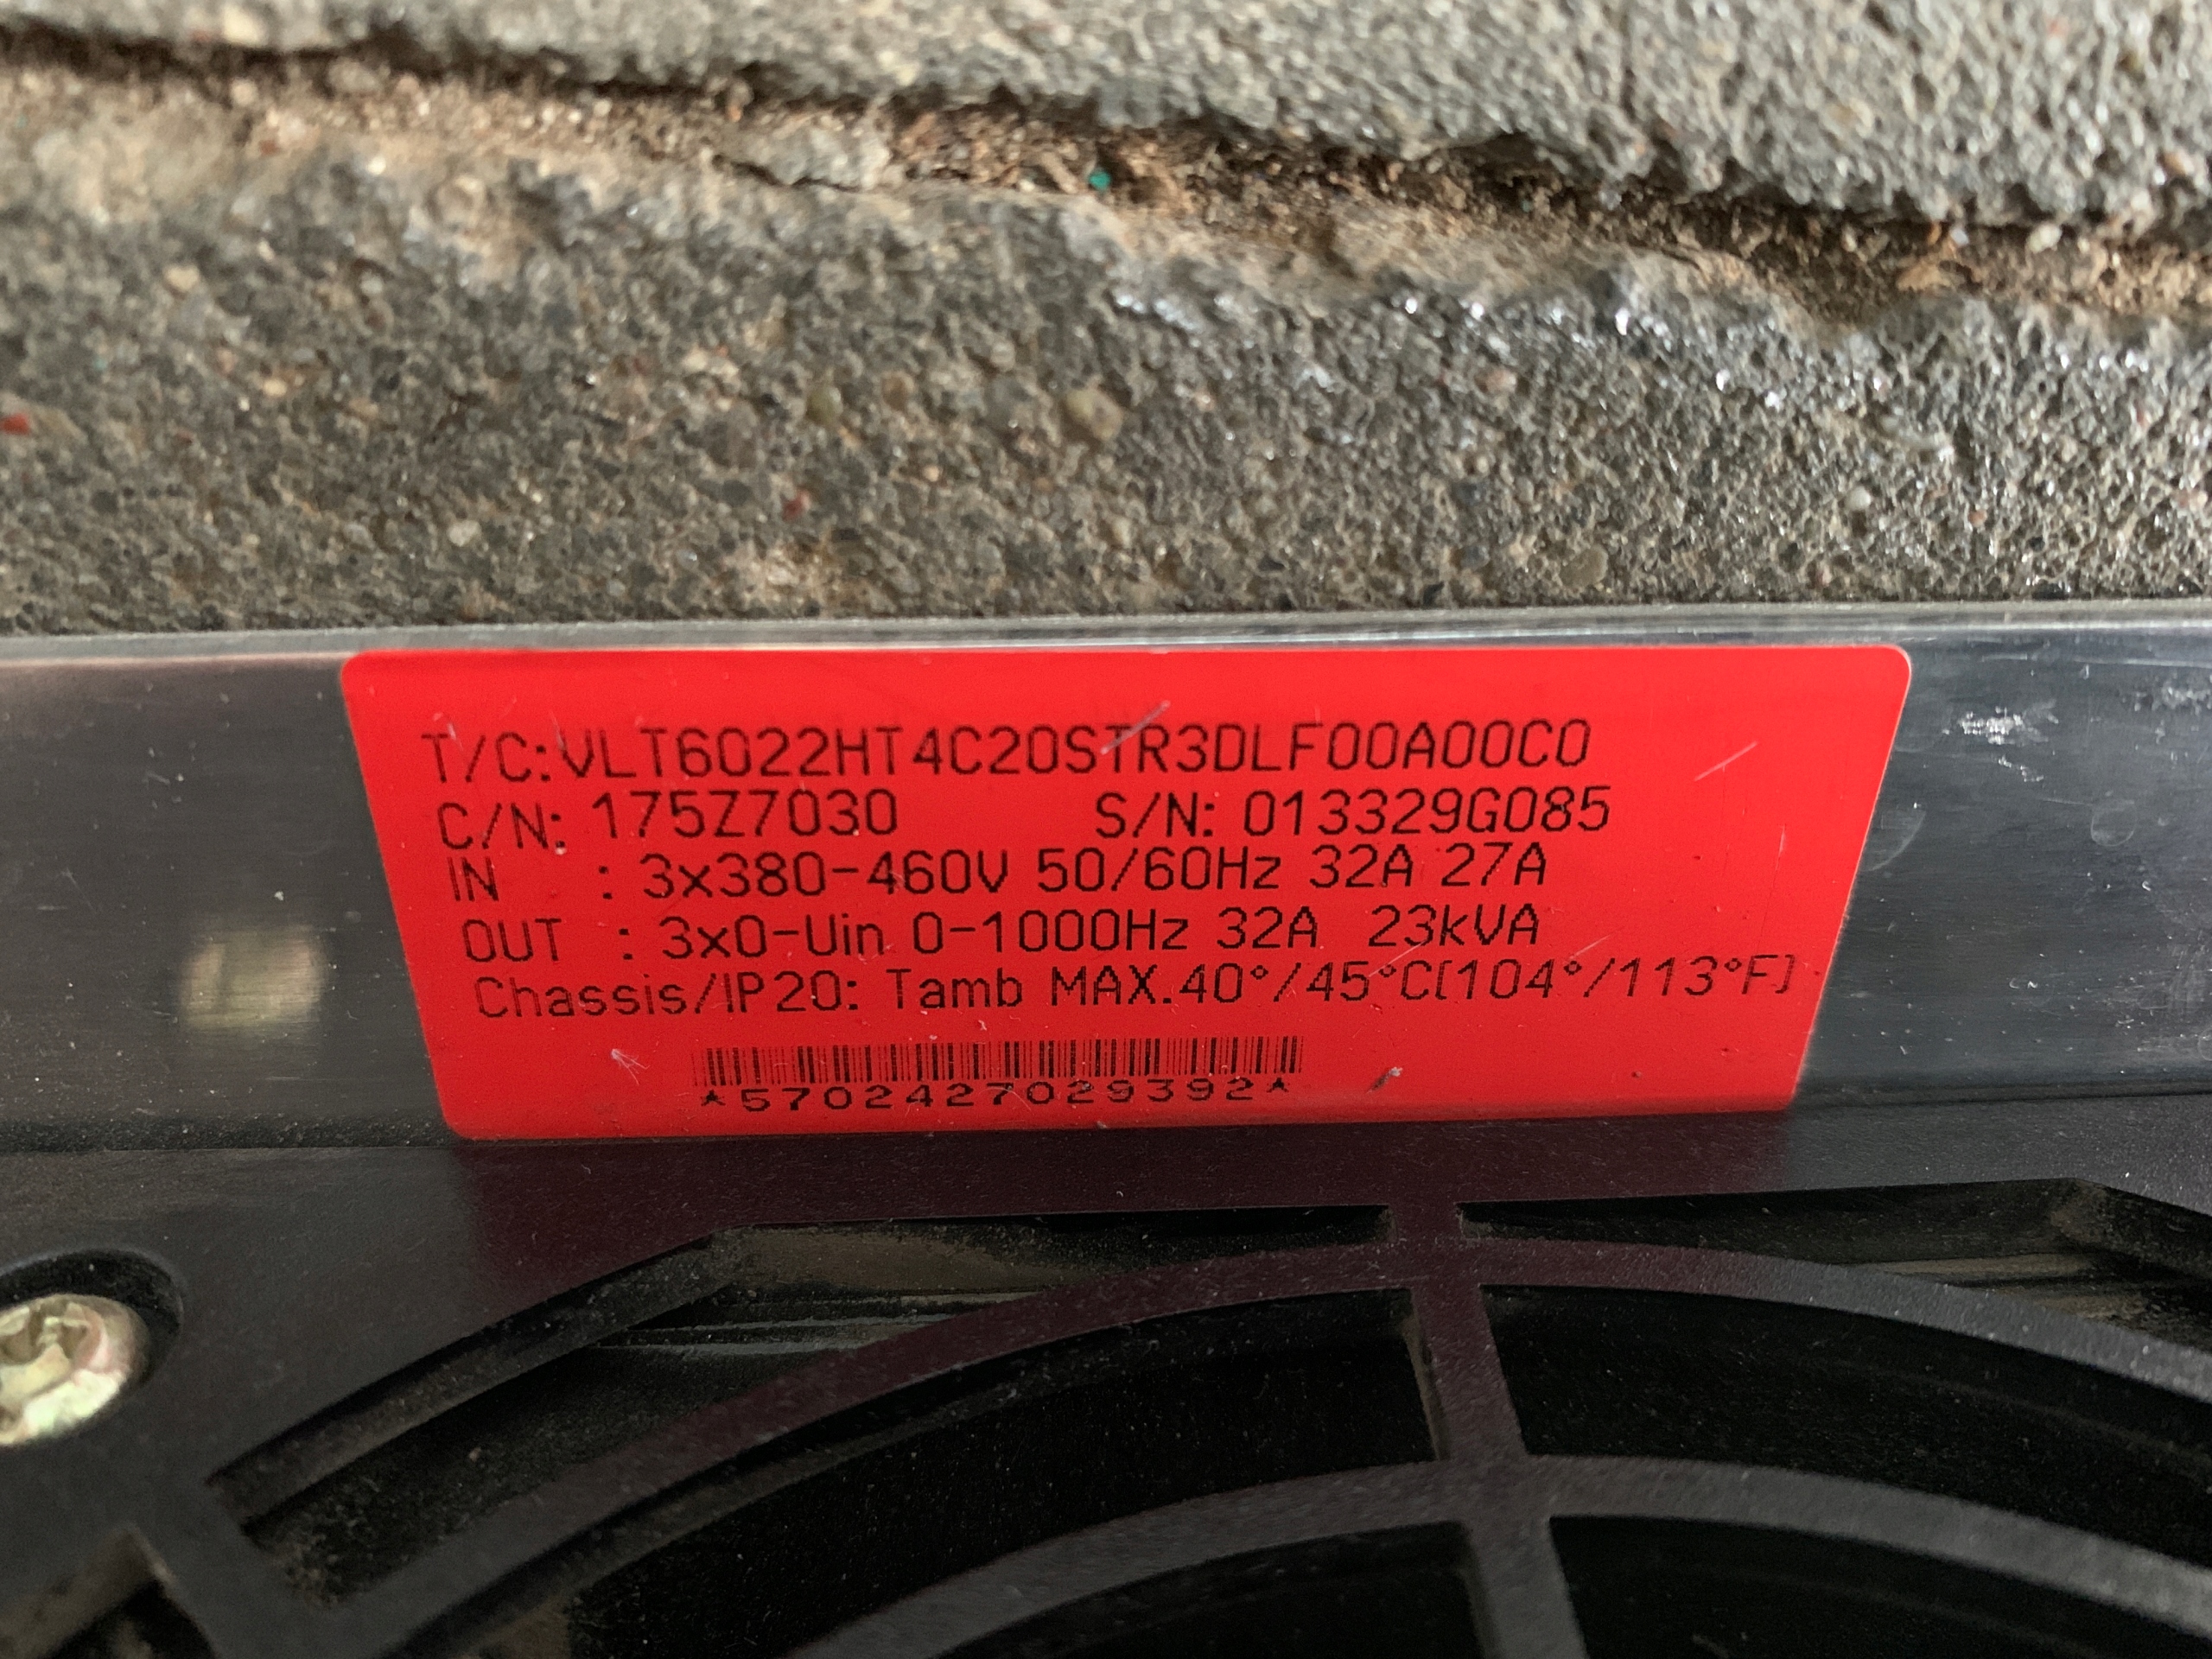 T/C:VLT6022HT4C20STR3DLF00A00C0
C/N: 175Z7030 S/N: 013329G085
IN : 3x380-460V 50/60Hz 32A 27A
OUT : 3x0-Uin 0-1000Hz 32A 23kVA
Chassis/IP20: Tamb MAX.40°/45°C(104°/113°F)
*5702427029392*